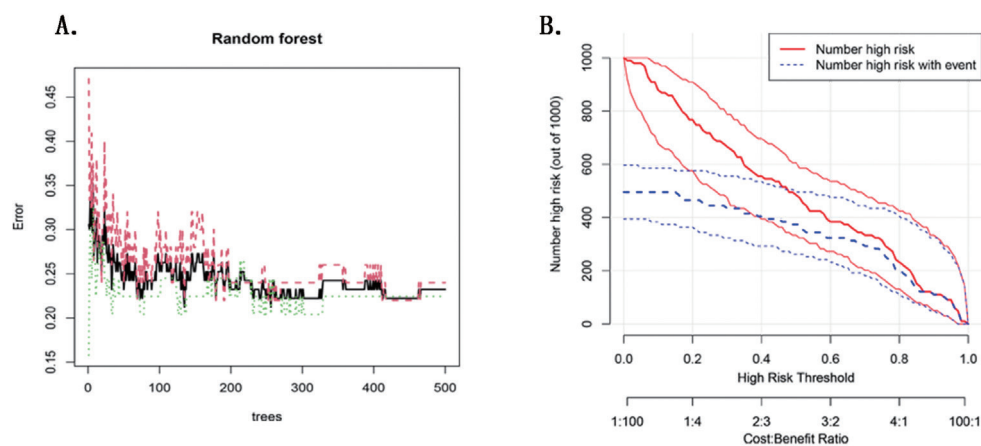 A.
Random forest
Error
0.15
0.20
0.25
0.30
0.35
0.40
0.45
0 100 200 300 400 500
trees
B.
Number high risk
Number high risk with event
Number high risk (out of 1000)
1000
800
600
400
200
0
0.0 0.2 0.4 0.6 0.8 1.0
High Risk Threshold
1:100 1:4 2:3 3:2 4:1 100:1
Cost:Benefit Ratio